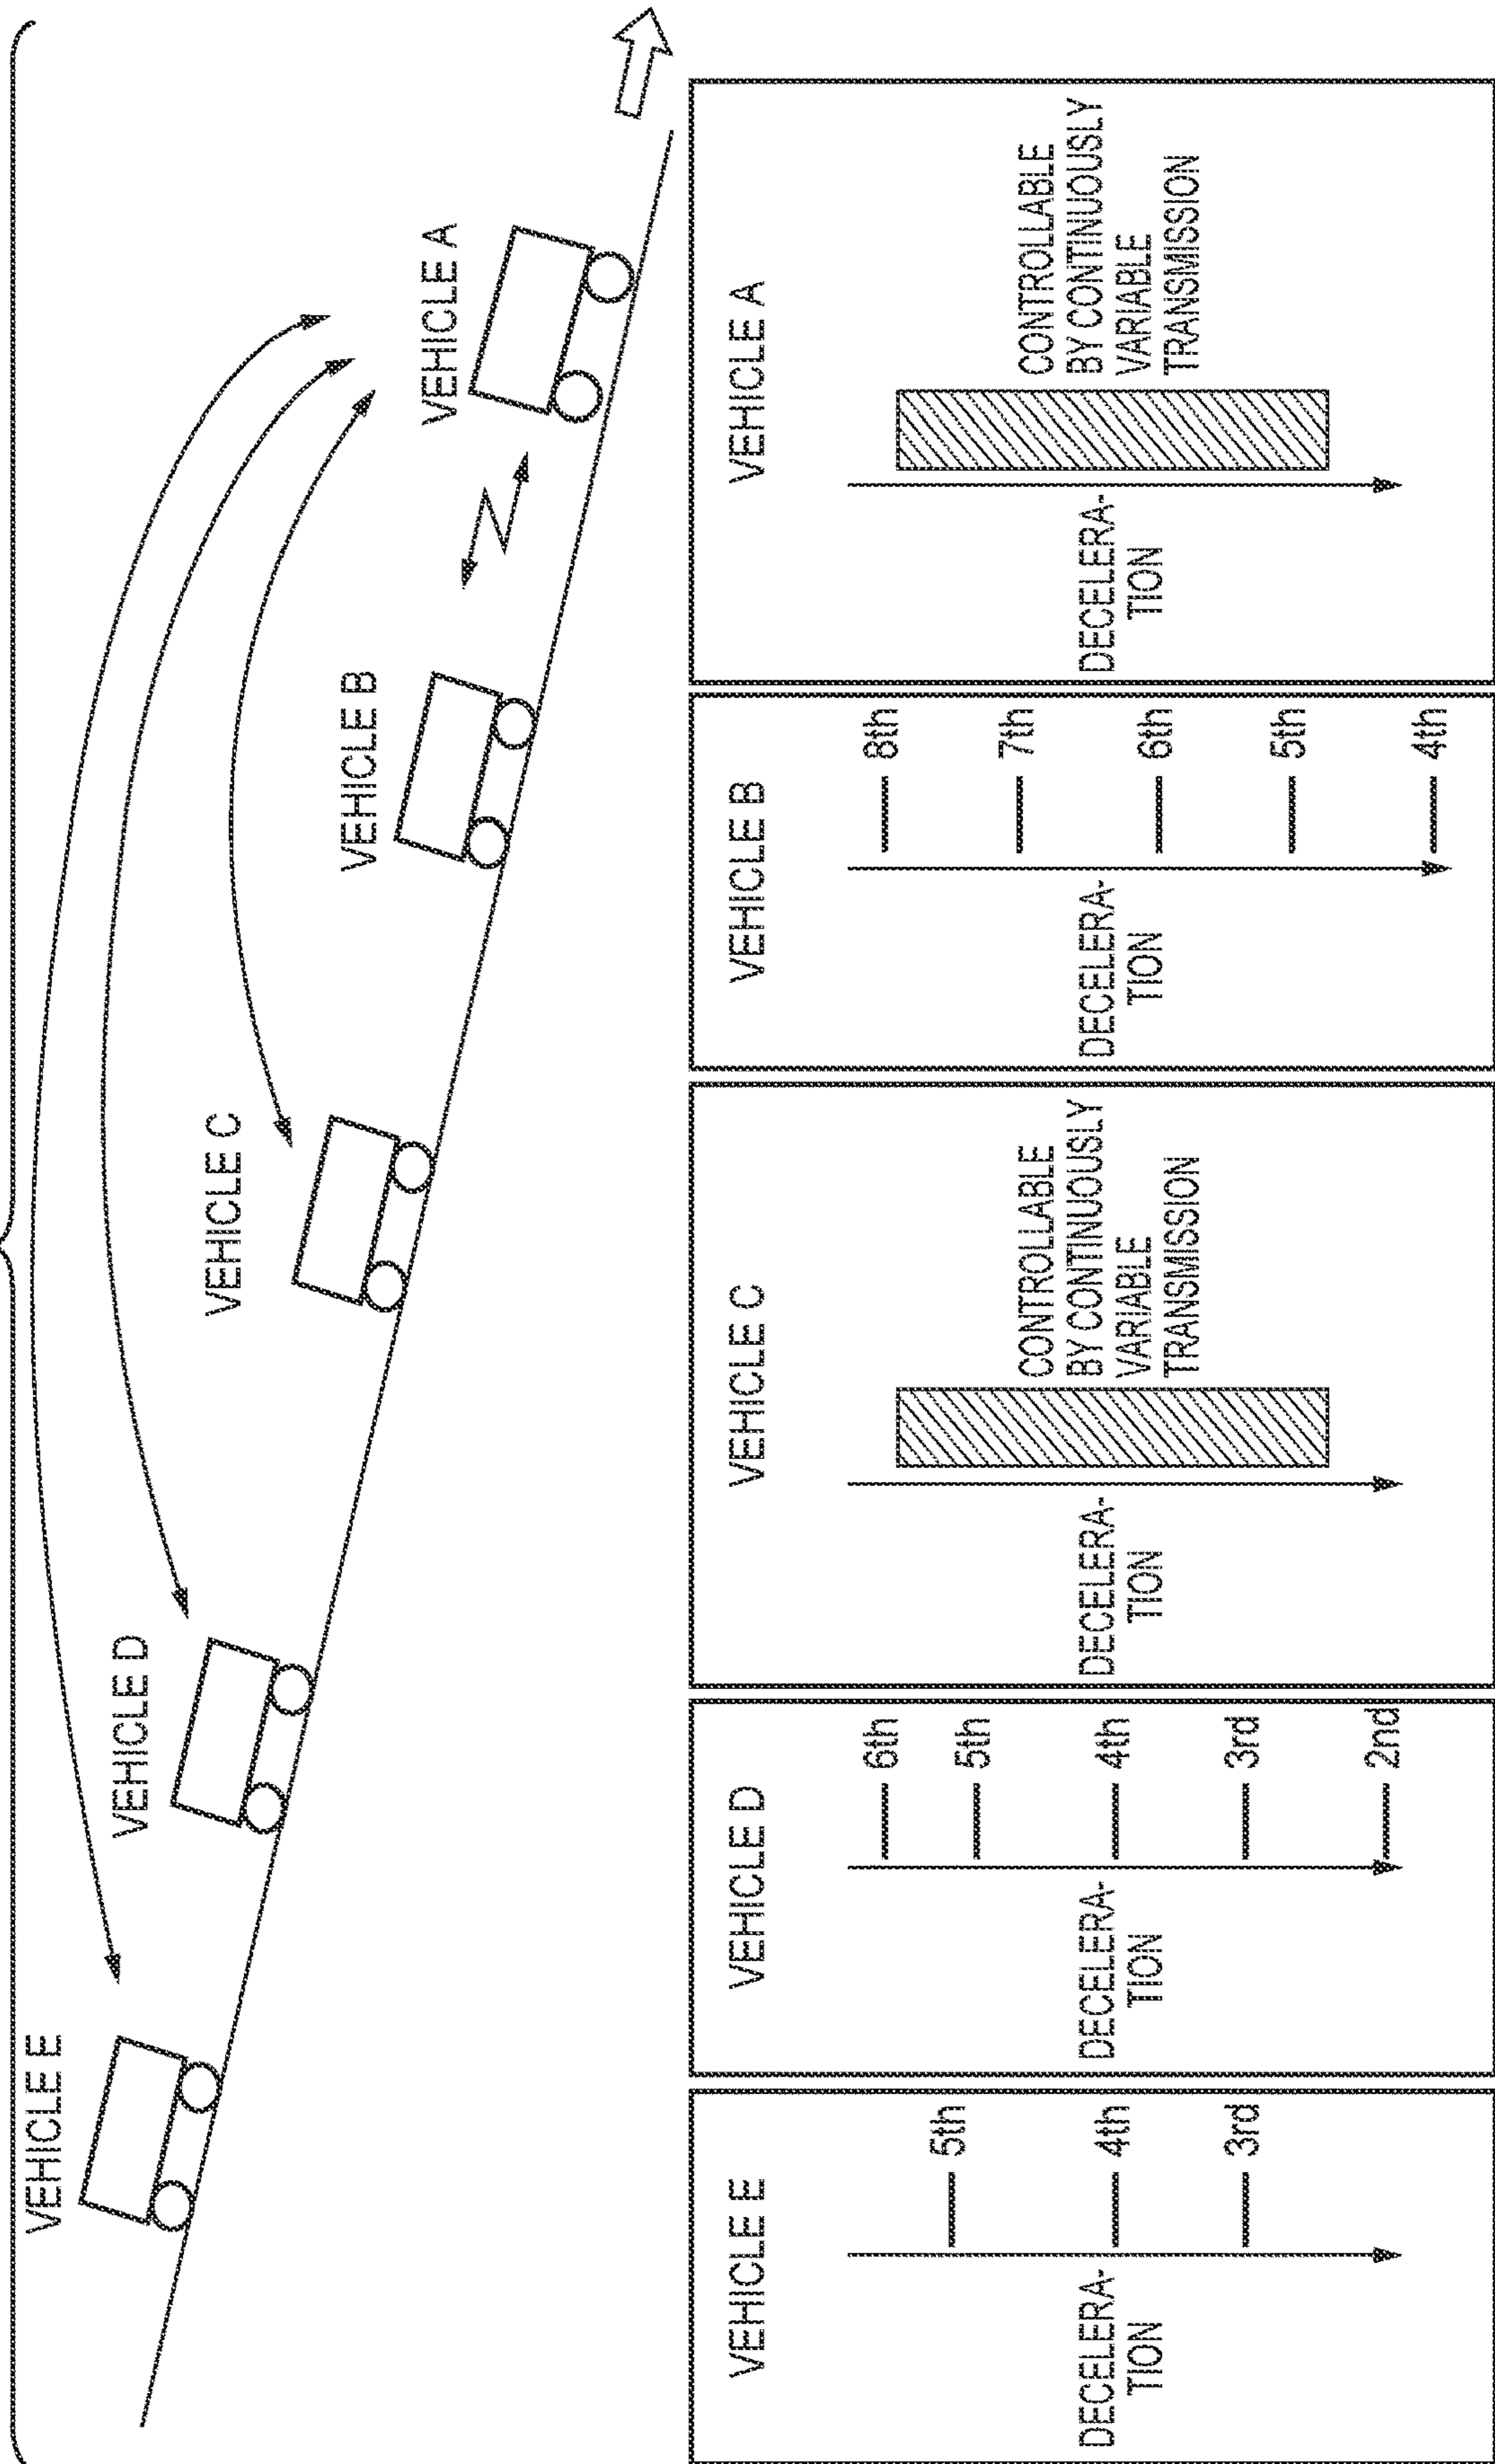 VEHICLE E
VEHICLE D
VEHICLE C
VEHICLE B
VEHICLE A
VEHICLE E
DECELERA-
TION
5th
4th
3rd
VEHICLE D
DECELERA-
TION
6th
5th
4th
3rd
2nd
VEHICLE C
DECELERA-
TION
CONTROLLABLE
BY CONTINUOUSLY
VARIABLE
TRANSMISSION
VEHICLE B
DECELERA-
TION
8th
7th
6th
5th
4th
VEHICLE A
DECELERA-
TION
CONTROLLABLE
BY CONTINUOUSLY
VARIABLE
TRANSMISSION